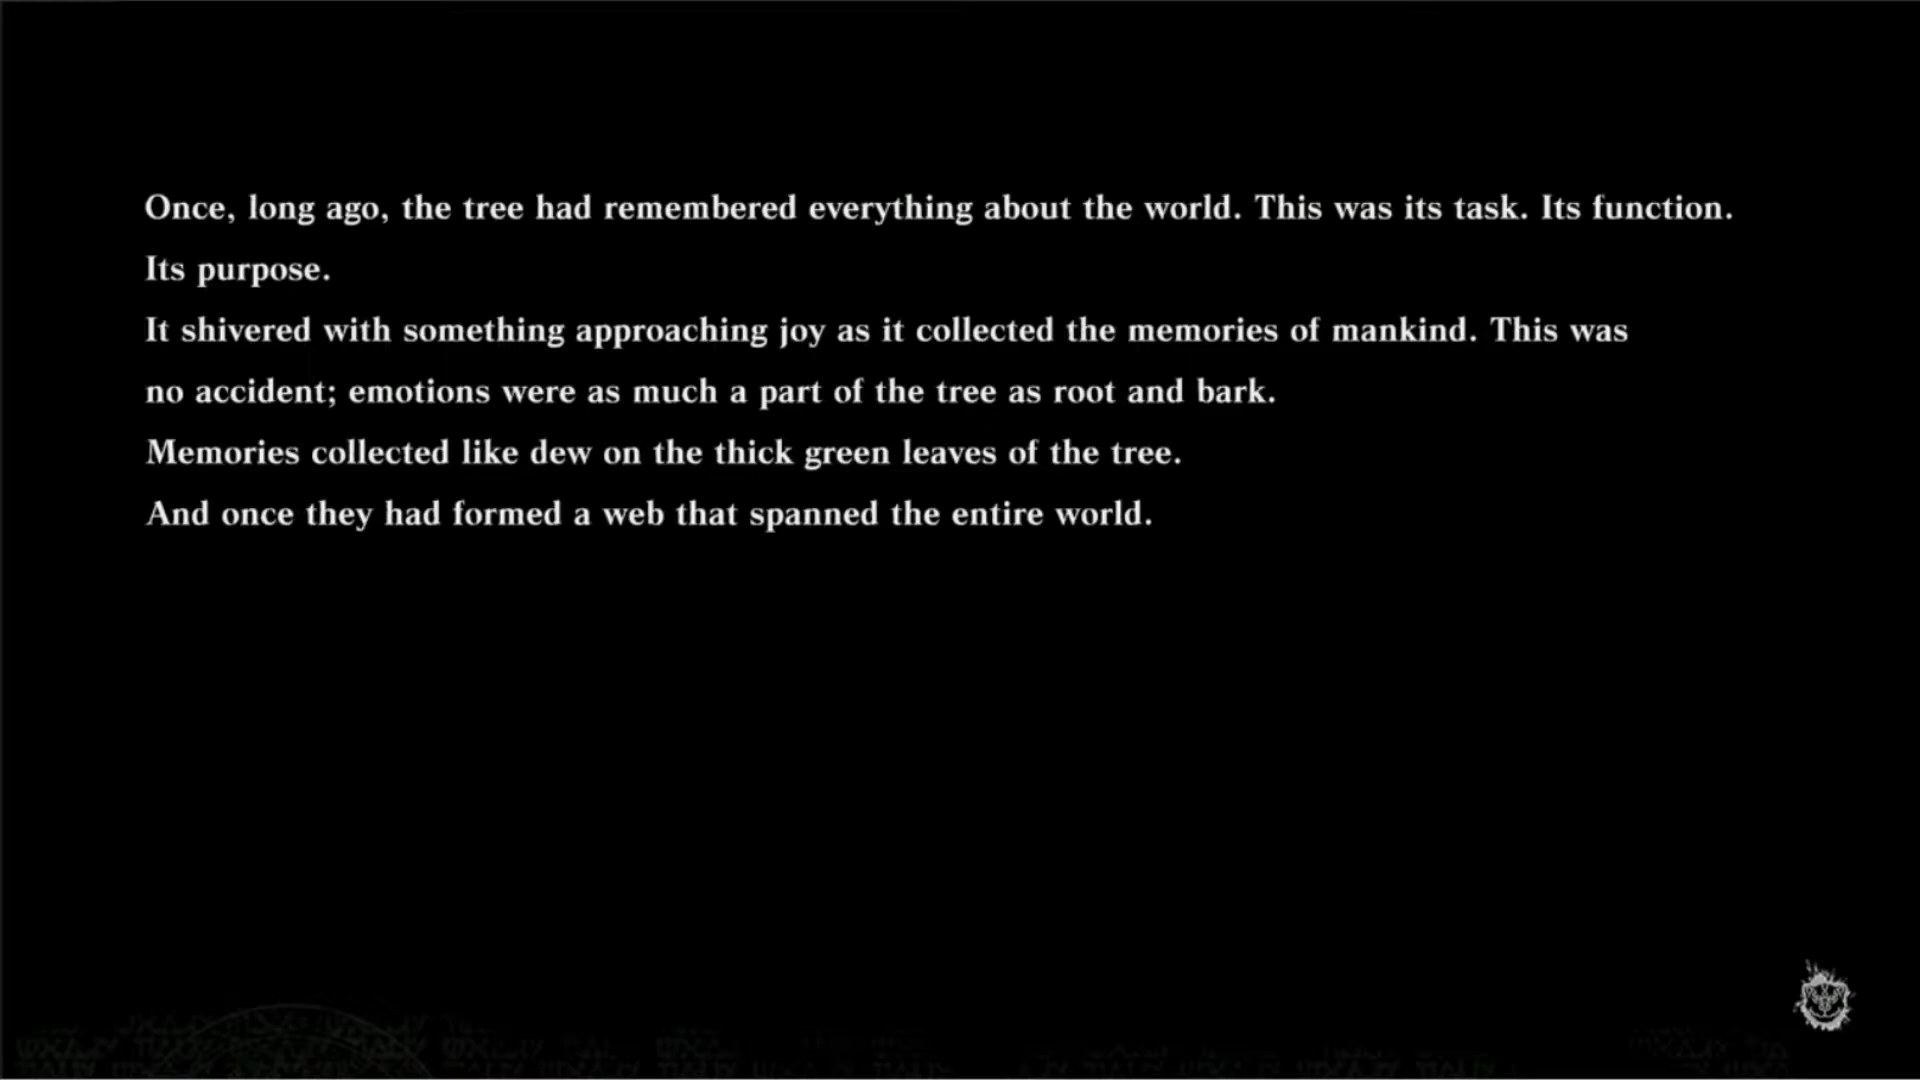 Once, long ago, the tree had remembered everything about the world. This was its task. Its function.
Its purpose.
It shivered with something approaching joy as it collected the memories of mankind. This was
no accident; emotions were as much a part of the tree as root and bark.
Memories collected like dew on the thick green leaves of the tree.
And once they had formed a web that spanned the entire world.